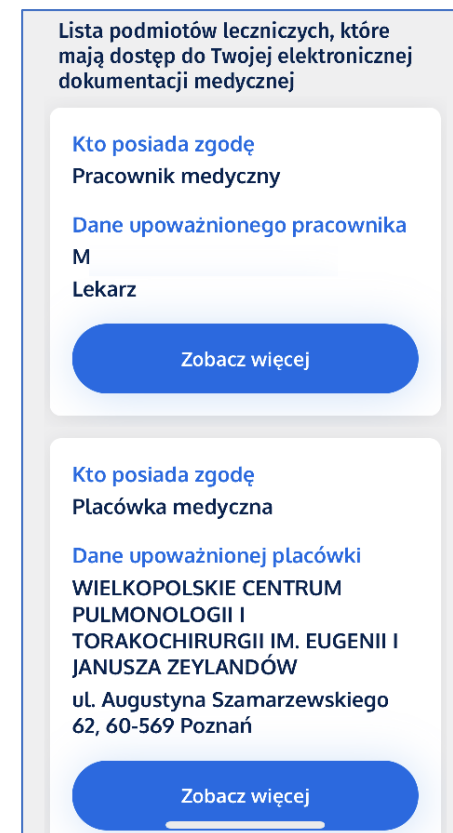 Lista podmiotów leczniczych, które
mają dostęp do Twojej elektronicznej
dokumentacji medycznej
Kto posiada zgodę
Pracownik medyczny
Dane upoważnionego pracownika
M
Lekarz
Zobacz więcej
Kto posiada zgodę
Placówka medyczna
Dane upoważnionej placówki
WIELKOPOLSKIE CENTRUM
PULMONOLOGII I
TORAKOCHIRURGII IM. EUGENII I
JANUSZA ZEYLANDÓW
ul. Augustyna Szamarzewskiego
62, 60-569 Poznań
Zobacz więcej